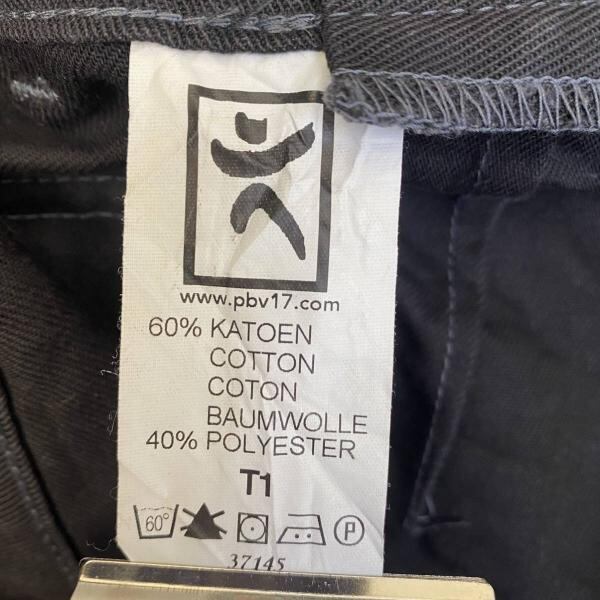 www.pbv17.com
60% KATOEN
COTTON
COTON
BAUMWOLLE
40% POLYESTER
T1
60° P
37145